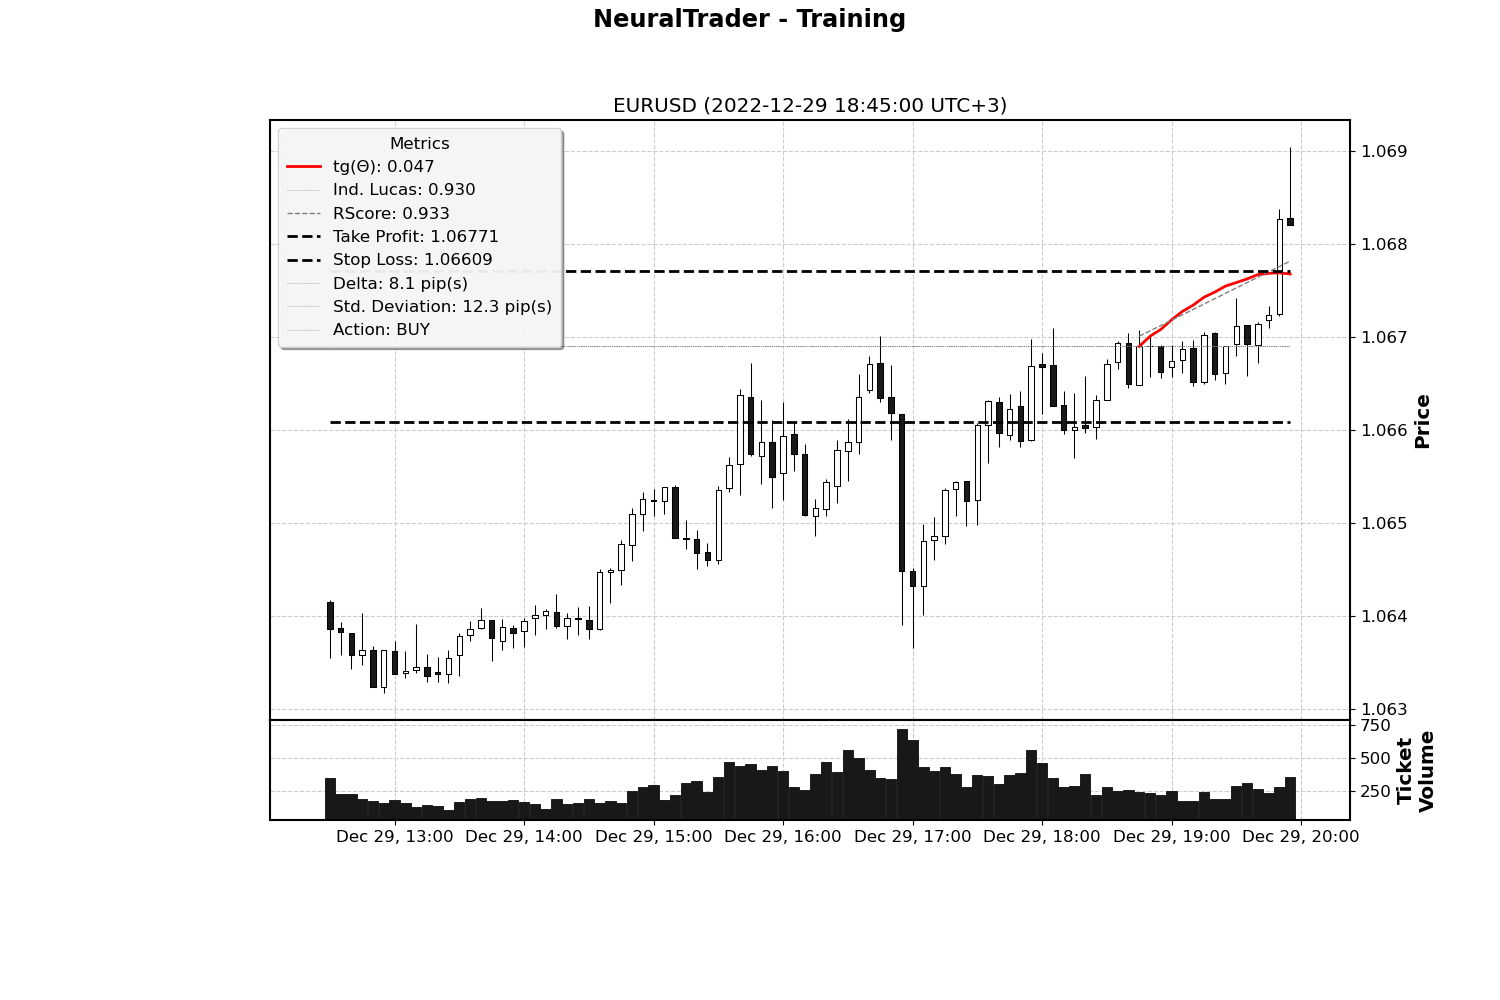 NeuralTrader - Training
EURUSD (2022-12-29 18:45:00 UTC+3)
Metrics
tg(Θ): 0.047
Ind. Lucas: 0.930
RScore: 0.933
Take Profit: 1.06771
Stop Loss: 1.06609
Delta: 8.1 pip(s)
Std. Deviation: 12.3 pip(s)
Action: BUY
1.069
1.068
1.067
1.066
1.065
1.064
1.063
Price
750
500
250
Ticket
Volume
Dec 29, 13:00 Dec 29, 14:00 Dec 29, 15:00 Dec 29, 16:00 Dec 29, 17:00 Dec 29, 18:00 Dec 29, 19:00 Dec 29, 20:00